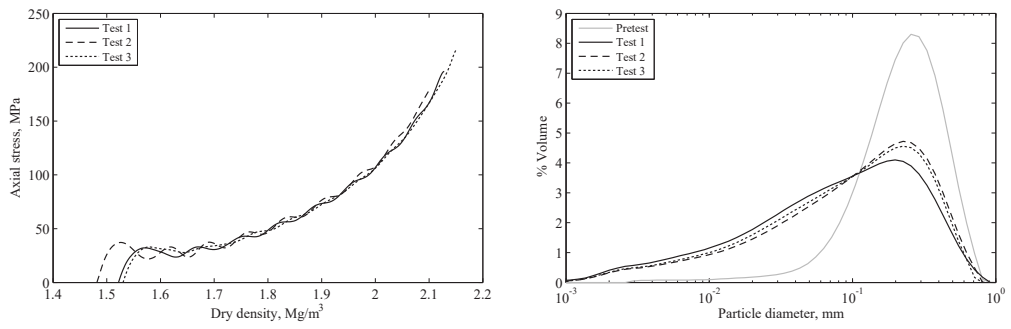 250
200
150
100
50
0
1.4 1.5 1.6 1.7 1.8 1.9 2 2.1 2.2
Axial stress, MPa
Dry density, Mg/m³
Test 1
Test 2
Test 3
9
8
7
6
5
4
3
2
1
0
10⁻³ 10⁻² 10⁻¹ 10⁰
% Volume
Particle diameter, mm
Pretest
Test 1
Test 2
Test 3